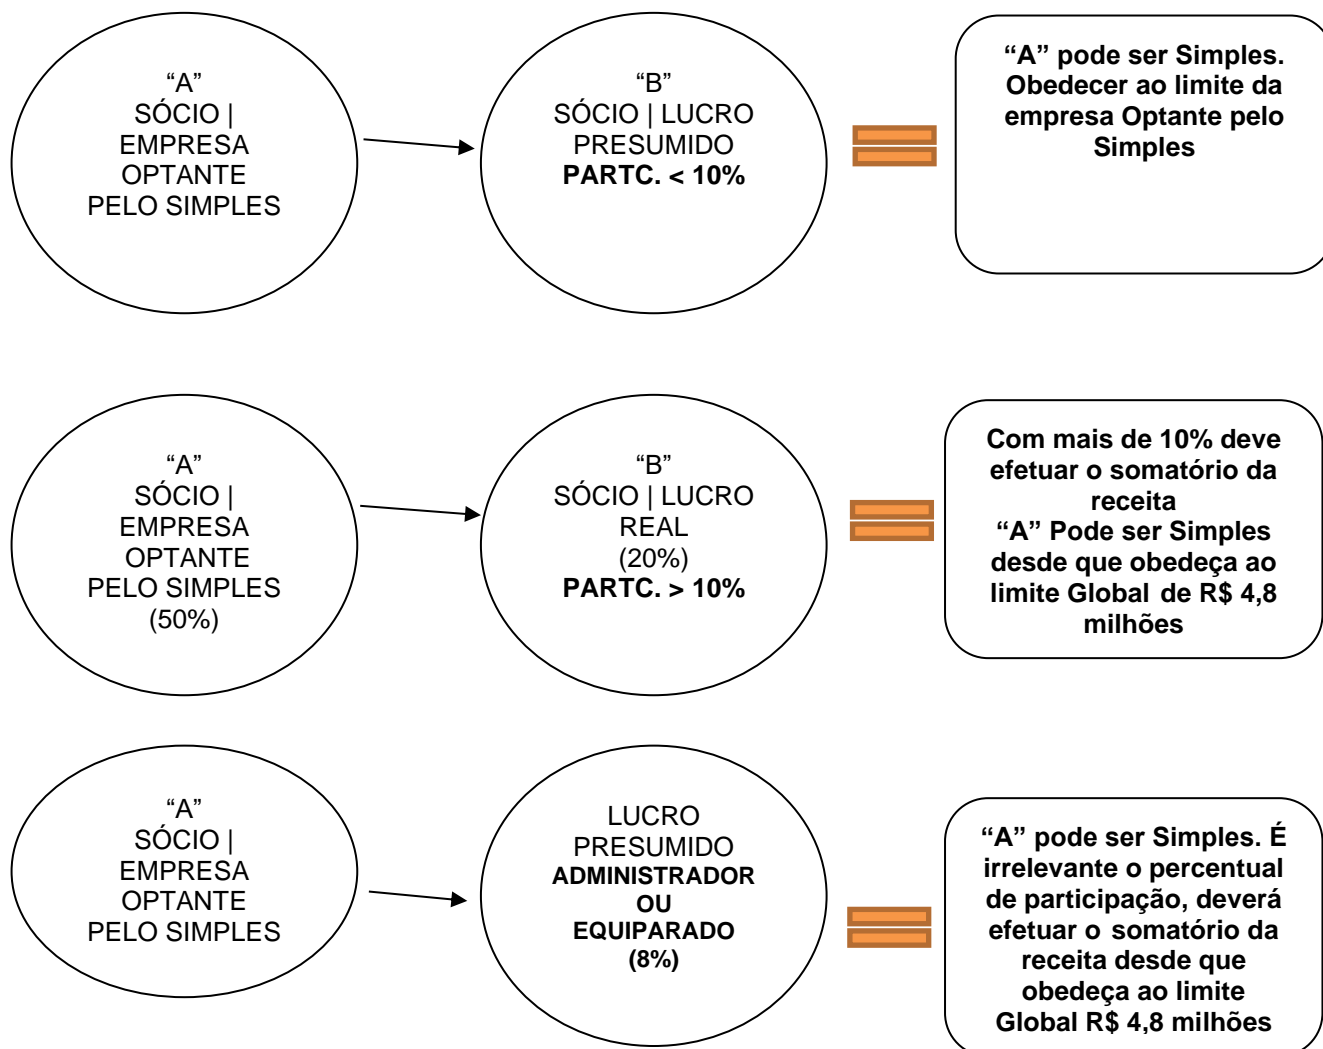 “A”
SÓCIO |
EMPRESA
OPTANTE
PELO SIMPLES
“B”
SÓCIO | LUCRO
PRESUMIDO
PARTC. < 10%
“A” pode ser Simples.
Obedecer ao limite da
empresa Optante pelo
Simples
“A”
SÓCIO |
EMPRESA
OPTANTE
PELO SIMPLES
(50%)
“B”
SÓCIO | LUCRO
REAL
(20%)
PARTC. > 10%
Com mais de 10% deve
efetuar o somatório da
receita
“A” Pode ser Simples
desde que obedeça ao
limite Global de R$ 4,8
milhões
“A”
SÓCIO |
EMPRESA
OPTANTE
PELO SIMPLES
LUCRO
PRESUMIDO
ADMINISTRADOR
OU
EQUIPARADO
(8%)
“A” pode ser Simples. É
irrelevante o percentual
de participação, deverá
efetuar o somatório da
receita desde que
obedeça ao limite
Global R$ 4,8 milhões